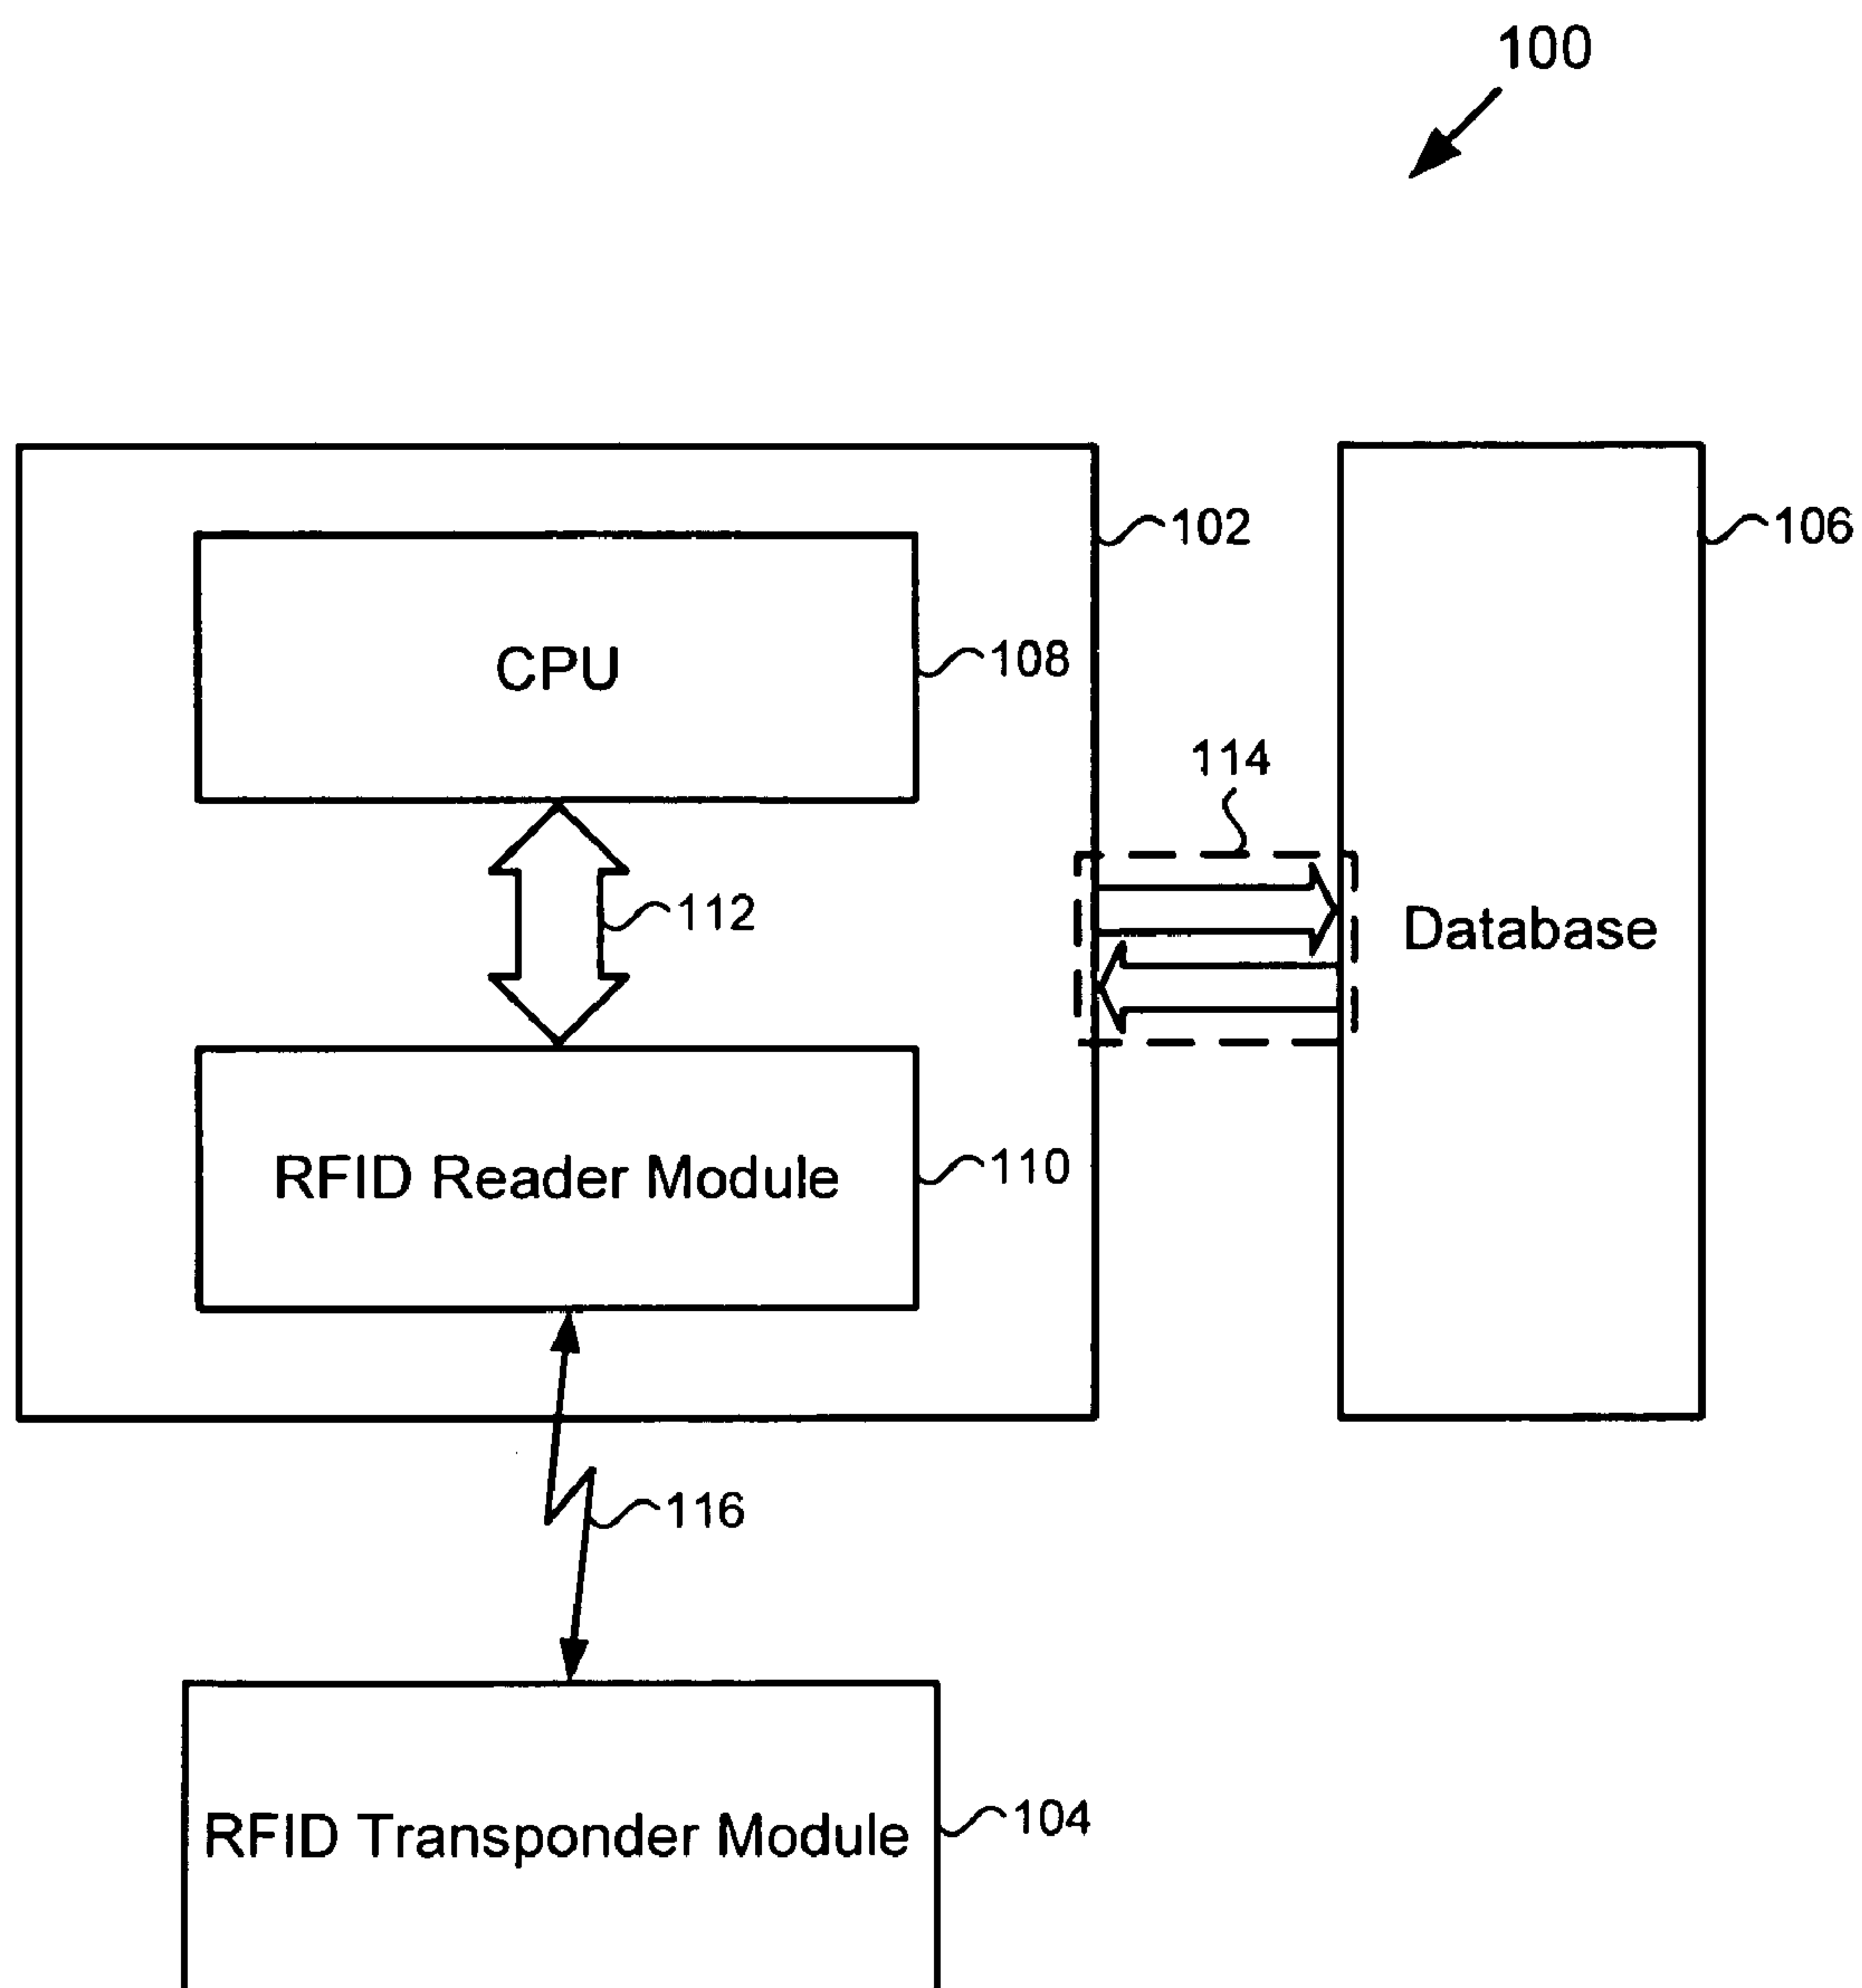 100
102
106
CPU
108
114
112
Database
RFID Reader Module
110
116
RFID Transponder Module
104